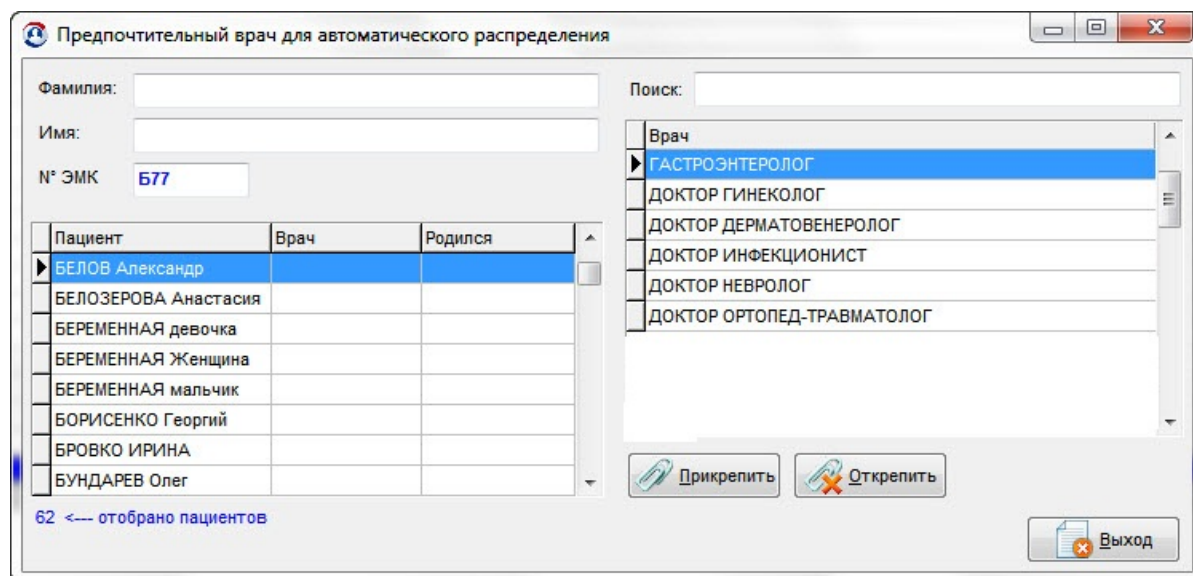 Предпочтительный врач для автоматического распределения
Фамилия:
Имя:
N° ЭМК Б77
Пациент Врач Родился
БЕЛОВ Александр
БЕЛОЗЕРОВА Анастасия
БЕРЕМЕННАЯ девочка
БЕРЕМЕННАЯ Женщина
БЕРЕМЕННАЯ мальчик
БОРИСЕНКО Георгий
БРОВКО ИРИНА
БУНДАРЕВ Олег
62 <--- отобрано пациентов
Поиск:
Врач
ГАСТРОЭНТЕРОЛОГ
ДОКТОР ГИНЕКОЛОГ
ДОКТОР ДЕРМАТОВЕНЕРОЛОГ
ДОКТОР ИНФЕКЦИОНИСТ
ДОКТОР НЕВРОЛОГ
ДОКТОР ОРТОПЕД-ТРАВМАТОЛОГ
Прикрепить Открепить
Выход